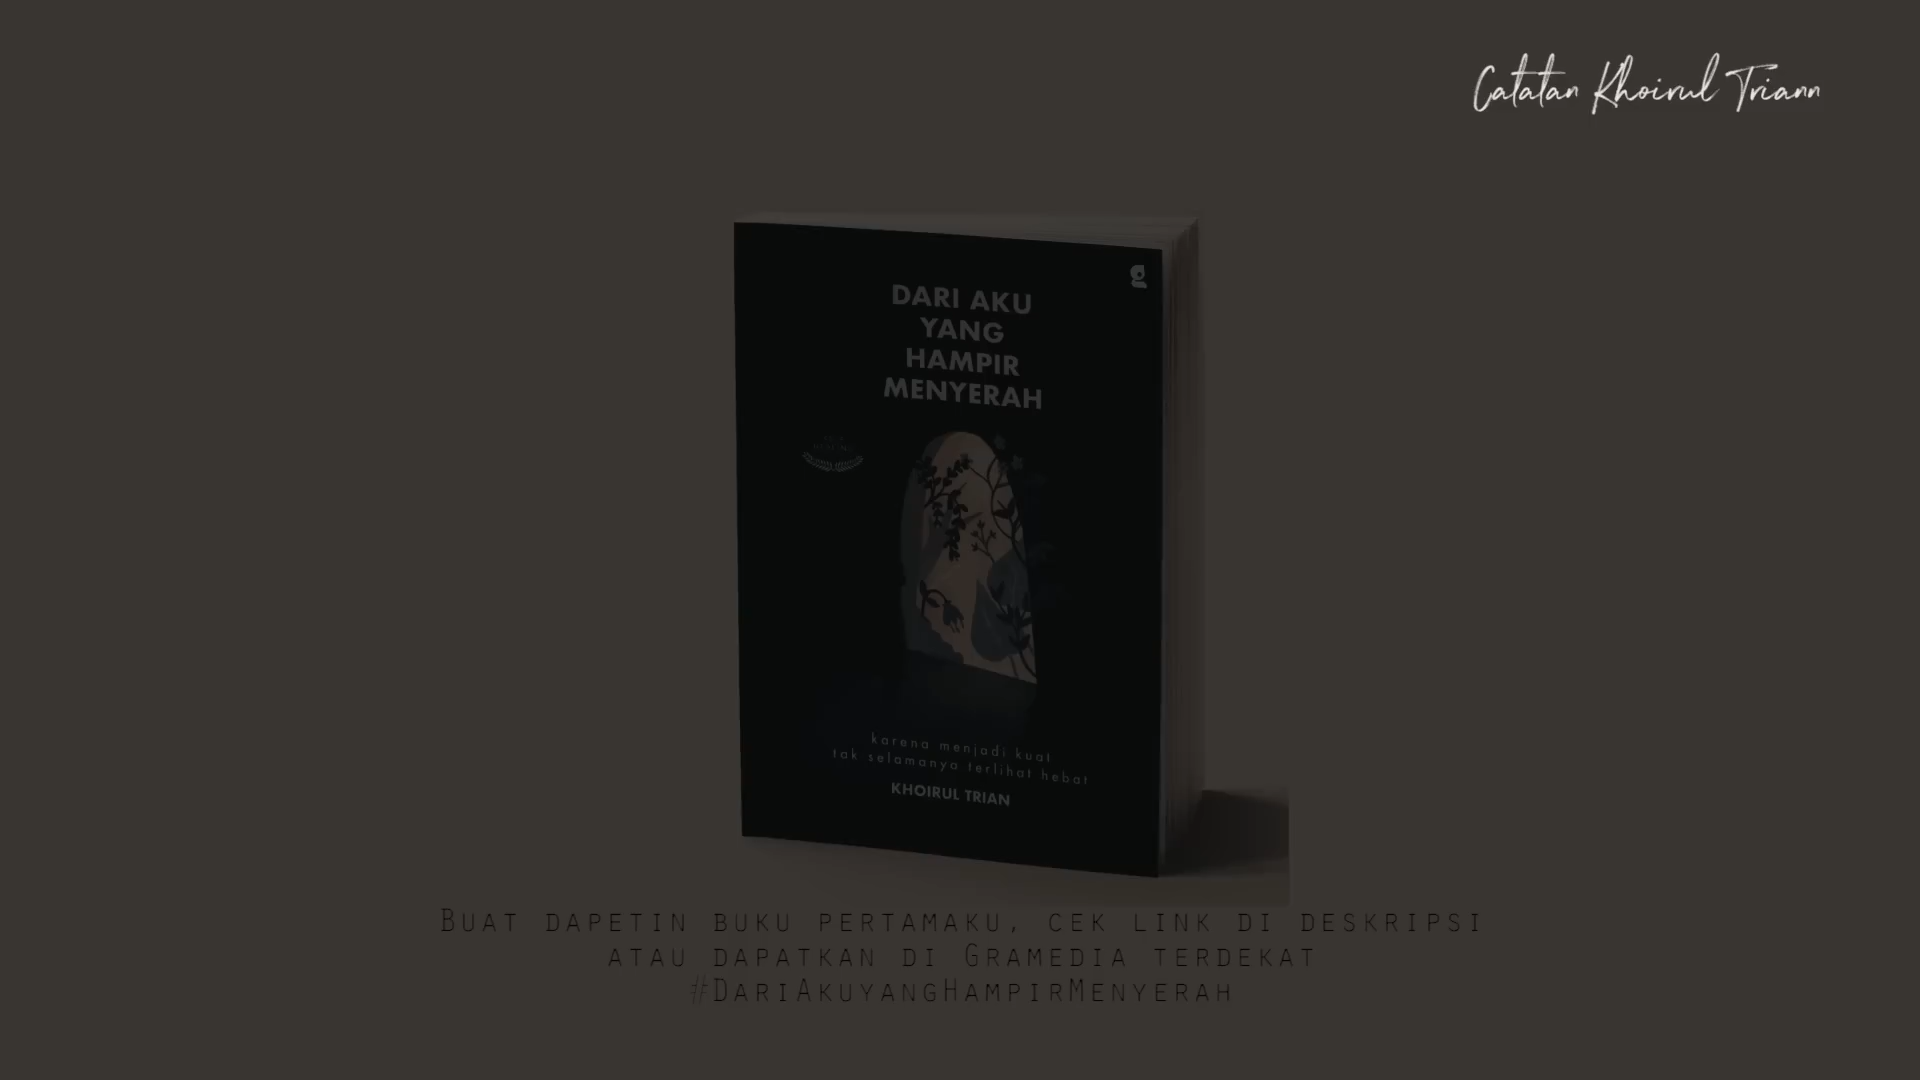 Catatan Khoirul Triann
g
DARI AKU
YANG
HAMPIR
MENYERAH
karena menjadi kuat
tak selamanya terlihat hebat
KHOIRUL TRIAN
BUAT DAPETIN BUKU PERTAMAKU, CEK LINK DI DESKRIPSI
ATAU DAPATKAN DI GRAMEDIA TERDEKAT
#DARIAKUYANGHAMPIRMENYERAH